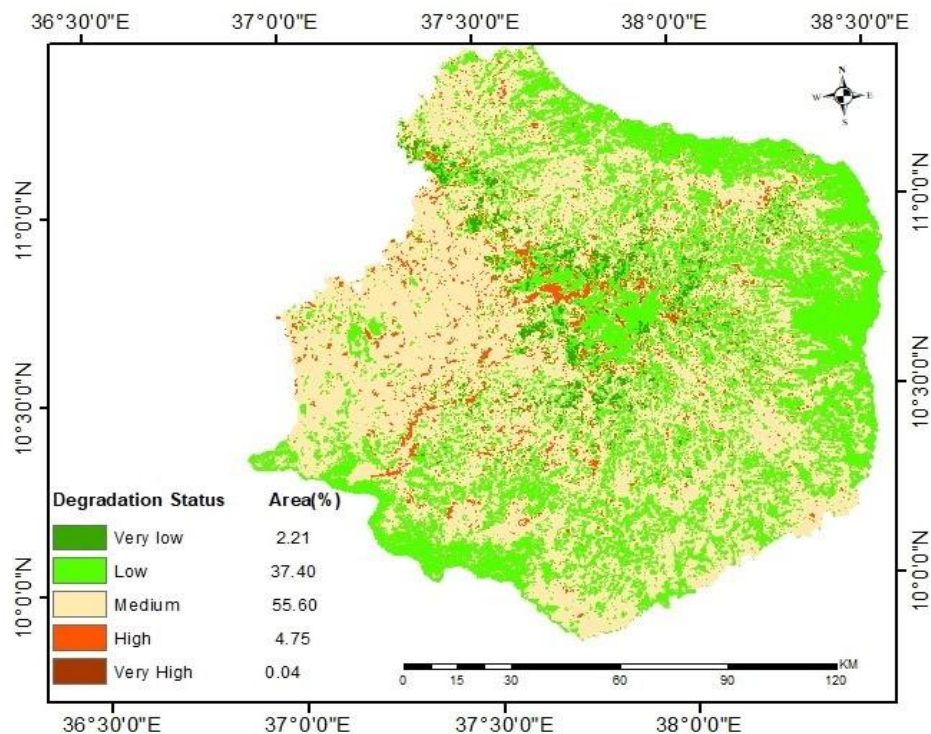 36°30'0"E 37°0'0"E 37°30'0"E 38°0'0"E 38°30'0"E
N
W E
S
11°0'0"N 11°0'0"N
10°30'0"N 10°30'0"N
10°0'0"N 10°0'0"N
Degradation Status Area(%)
Very low 2.21
Low 37.40
Medium 55.60
High 4.75
Very High 0.04
KM
0 15 30 60 90 120
36°30'0"E 37°0'0"E 37°30'0"E 38°0'0"E